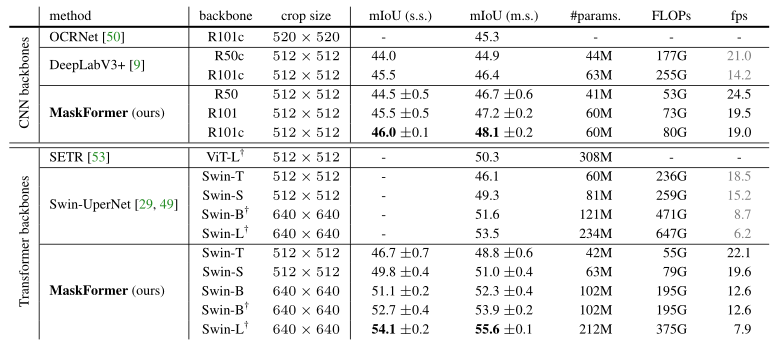 method backbone crop size mIoU (s.s.) mIoU (m.s.) #params. FLOPs fps
CNN backbones
OCRNet [50] R101c 520 × 520 - 45.3 - - -
DeepLabV3+ [9] R50c 512 × 512 44.0 44.9 44M 177G 21.0
R101c 512 × 512 45.5 46.4 63M 255G 14.2
MaskFormer (ours) R50 512 × 512 44.5 ±0.5 46.7 ±0.6 41M 53G 24.5
R101 512 × 512 45.5 ±0.5 47.2 ±0.2 60M 73G 19.5
R101c 512 × 512 46.0 ±0.1 48.1 ±0.2 60M 80G 19.0
Transformer backbones
SETR [53] ViT-L† 512 × 512 - 50.3 308M - -
Swin-UperNet [29, 49] Swin-T 512 × 512 - 46.1 60M 236G 18.5
Swin-S 512 × 512 - 49.3 81M 259G 15.2
Swin-B† 640 × 640 - 51.6 121M 471G 8.7
Swin-L† 640 × 640 - 53.5 234M 647G 6.2
MaskFormer (ours) Swin-T 512 × 512 46.7 ±0.7 48.8 ±0.6 42M 55G 22.1
Swin-S 512 × 512 49.8 ±0.4 51.0 ±0.4 63M 79G 19.6
Swin-B 640 × 640 51.1 ±0.2 52.3 ±0.4 102M 195G 12.6
Swin-B† 640 × 640 52.7 ±0.4 53.9 ±0.2 102M 195G 12.6
Swin-L† 640 × 640 54.1 ±0.2 55.6 ±0.1 212M 375G 7.9